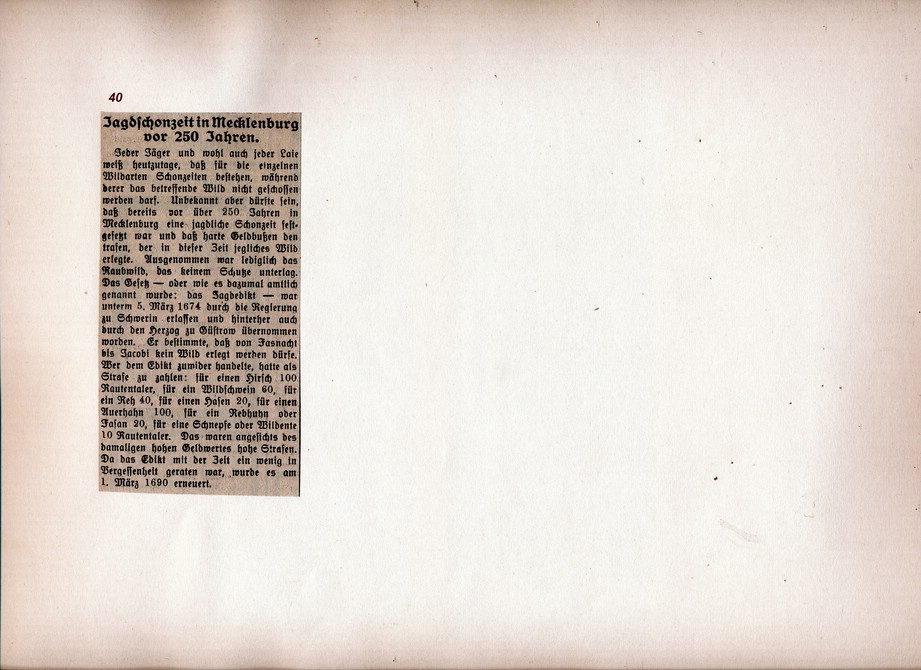 40
Jagdschonzeit in Mecklenburg
vor 250 Jahren.
Jeder Jäger und wohl auch jeder Laie
weiß heutzutage, daß für die einzelnen
Wildarten Schonzeiten bestehen, während
derer das betreffende Wild nicht geschossen
werden darf. Unbekannt aber dürfte sein,
daß bereits vor über 250 Jahren in
Mecklenburg eine jagdliche Schonzeit fest-
gesetzt war und daß harte Geldbußen den
trafen, der in dieser Zeit jegliches Wild
erlegte. Ausgenommen war lediglich das
Raubwild, das keinem Schutze unterlag.
Das Gesetz — oder wie es dazumal amtlich
genannt wurde: das Jagdedikt — war
unterm 5. März 1674 durch die Regierung
zu Schwerin erlassen und hinterher auch
durch den Herzog zu Güstrow übernommen
worden. Er bestimmte, daß von Fasnacht
bis Jacobi kein Wild erlegt werden dürfe.
Wer dem Edikt zuwider handelte, hatte als
Strafe zu zahlen: für einen Hirsch 100
Rautentaler, für ein Wildschwein 60, für
ein Reh 40, für einen Hasen 20, für einen
Auerhahn 100, für ein Rebhuhn oder
Fasan 20, für eine Schnepfe oder Wildente
10 Rautentaler. Das waren angesichts des
damaligen hohen Geldwertes hohe Strafen.
Da das Edikt mit der Zeit ein wenig in
Vergessenheit geraten war, wurde es am
1. März 1690 erneuert.